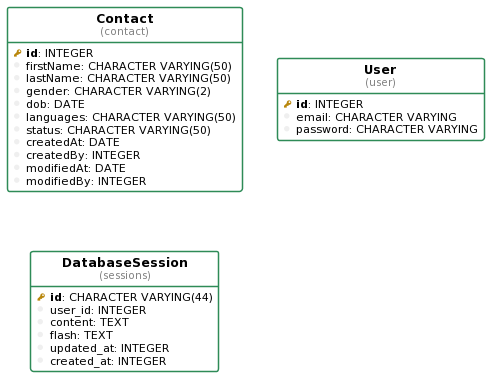 Contact
(contact)
id: INTEGER
firstName: CHARACTER VARYING(50)
lastName: CHARACTER VARYING(50)
gender: CHARACTER VARYING(2)
dob: DATE
languages: CHARACTER VARYING(50)
status: CHARACTER VARYING(50)
createdAt: DATE
createdBy: INTEGER
modifiedAt: DATE
modifiedBy: INTEGER
User
(user)
id: INTEGER
email: CHARACTER VARYING
password: CHARACTER VARYING
DatabaseSession
(sessions)
id: CHARACTER VARYING(44)
user_id: INTEGER
content: TEXT
flash: TEXT
updated_at: INTEGER
created_at: INTEGER